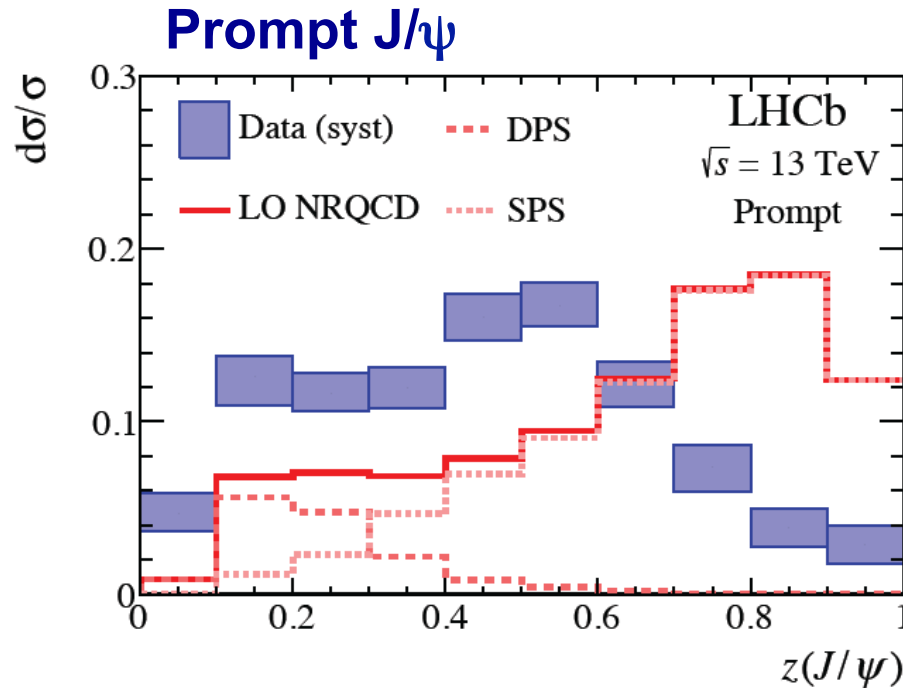 Prompt J/ψ
dσ/σ
0.3
0.2
0.1
0
Data (syst)
DPS
LO NRQCD
SPS
LHCb
√s = 13 TeV
Prompt
0 0.2 0.4 0.6 0.8 1
z(J/ψ)